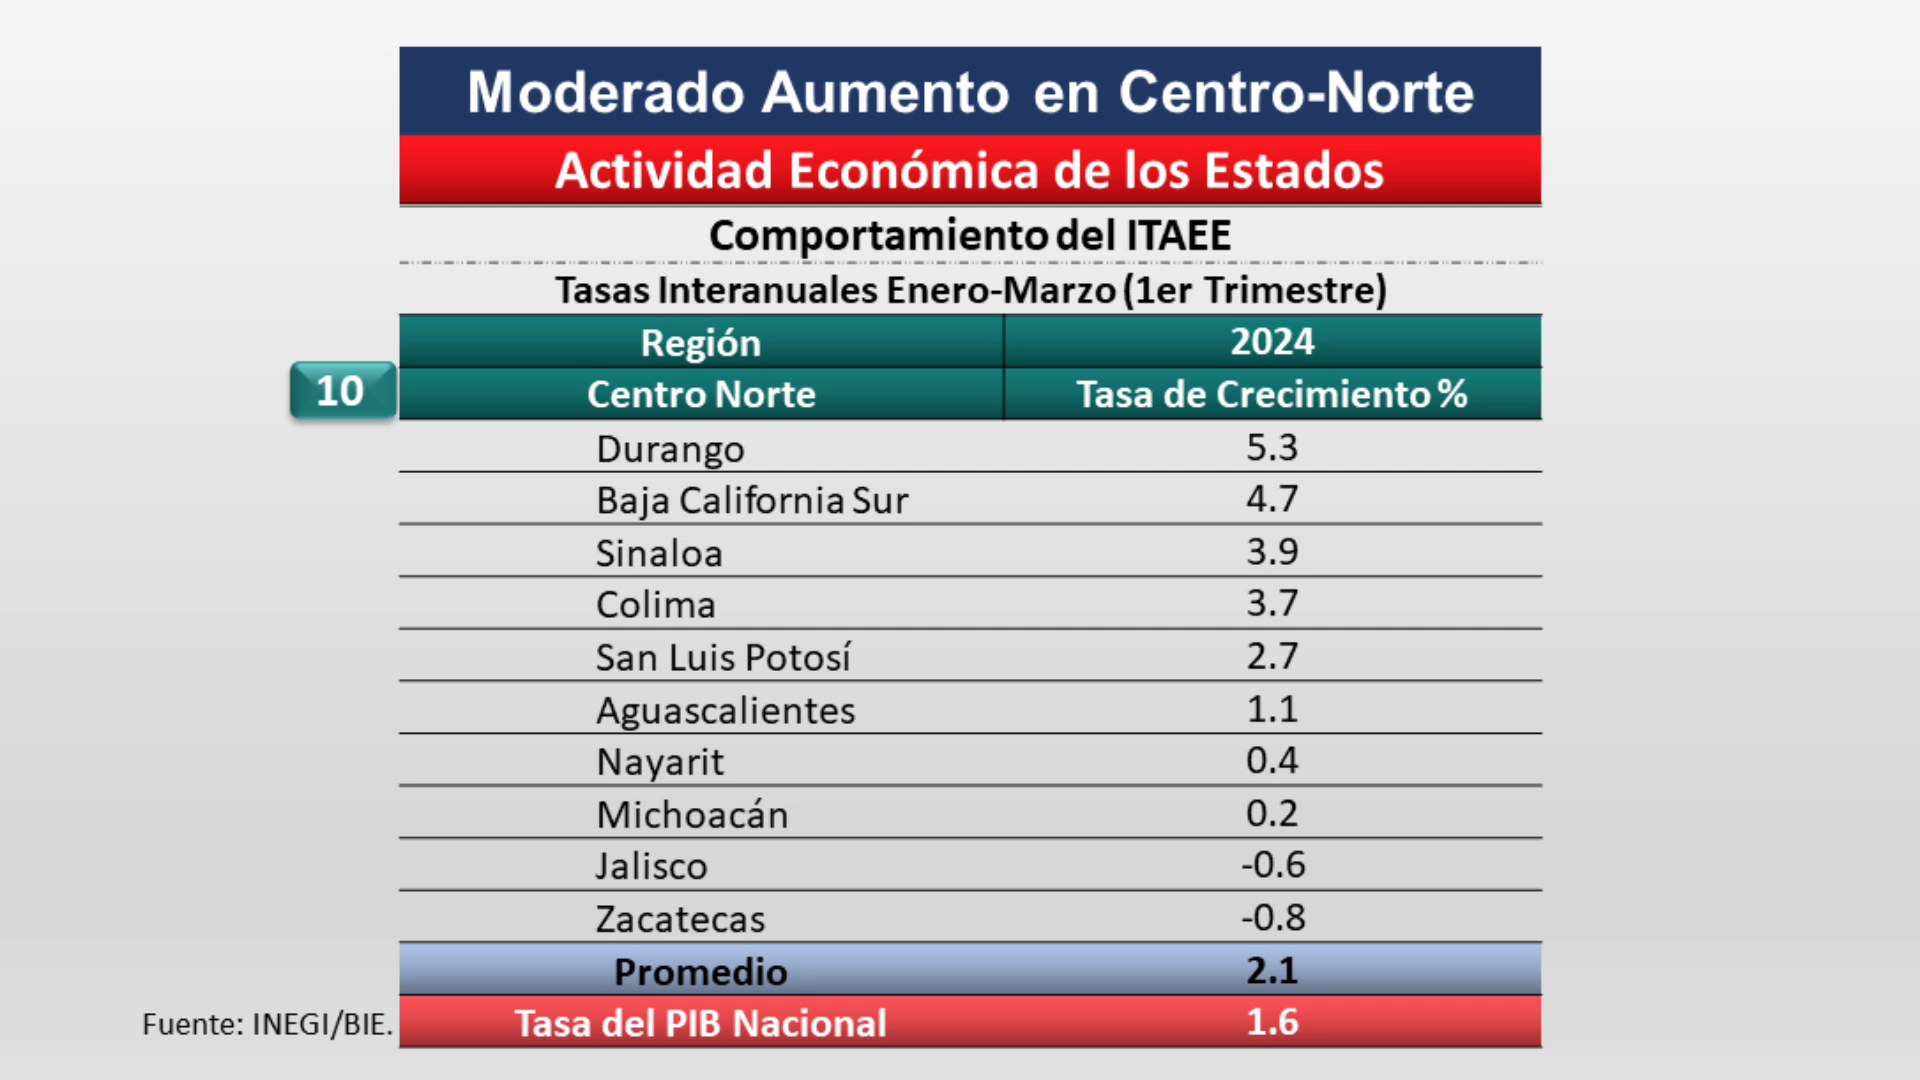 Moderado Aumento en Centro-Norte
Actividad Económica de los Estados
Comportamiento del ITAEE
Tasas Interanuales Enero-Marzo (1er Trimestre)
Región 2024
10 Centro Norte Tasa de Crecimiento %
Durango 5.3
Baja California Sur 4.7
Sinaloa 3.9
Colima 3.7
San Luis Potosí 2.7
Aguascalientes 1.1
Nayarit 0.4
Michoacán 0.2
Jalisco -0.6
Zacatecas -0.8
Promedio 2.1
Fuente: INEGI/BIE. Tasa del PIB Nacional 1.6